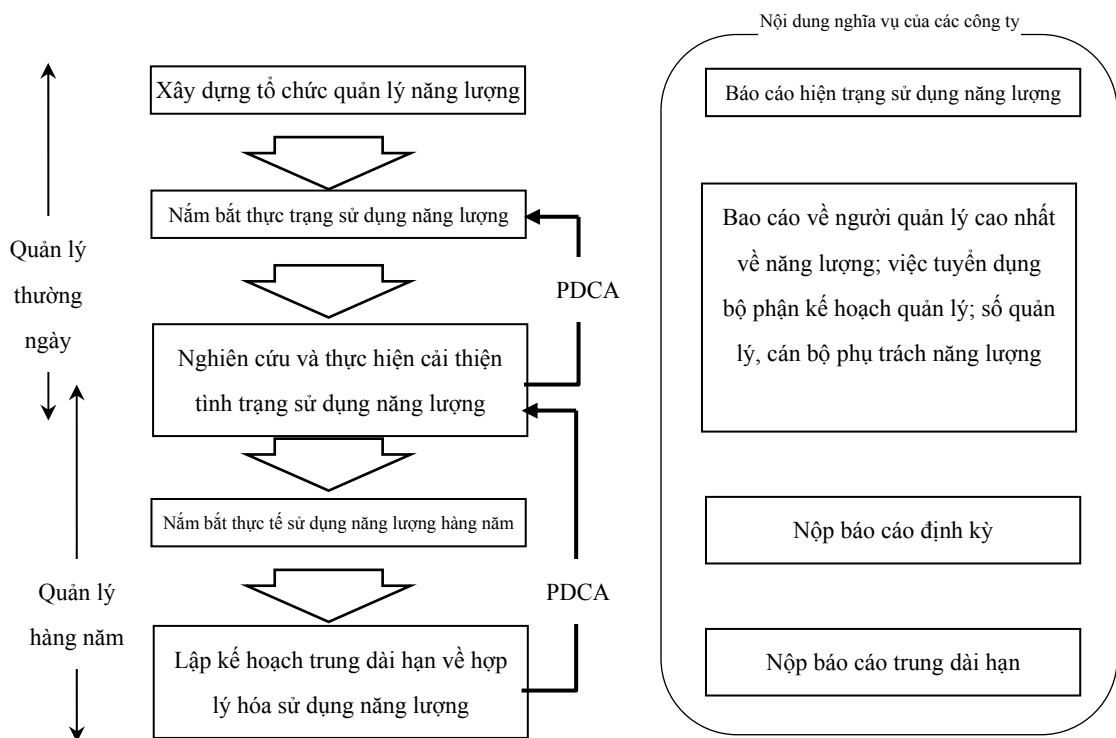 Nội dung nghĩa vụ của các công ty
Xây dựng tổ chức quản lý năng lượng
Nắm bắt thực trạng sử dụng năng lượng
Quản lý
thường
ngày
PDCA
Nghiên cứu và thực hiện cải thiện
tình trạng sử dụng năng lượng
Nắm bắt thực tế sử dụng năng lượng hàng năm
Quản lý
hàng năm
PDCA
Lập kế hoạch trung dài hạn về hợp
lý hóa sử dụng năng lượng
Báo cáo hiện trạng sử dụng năng lượng
Bao cáo về người quản lý cao nhất
về năng lượng; việc tuyển dụng
bộ phận kế hoạch quản lý; số quản
lý, cán bộ phụ trách năng lượng
Nộp báo cáo định kỳ
Nộp báo cáo trung dài hạn